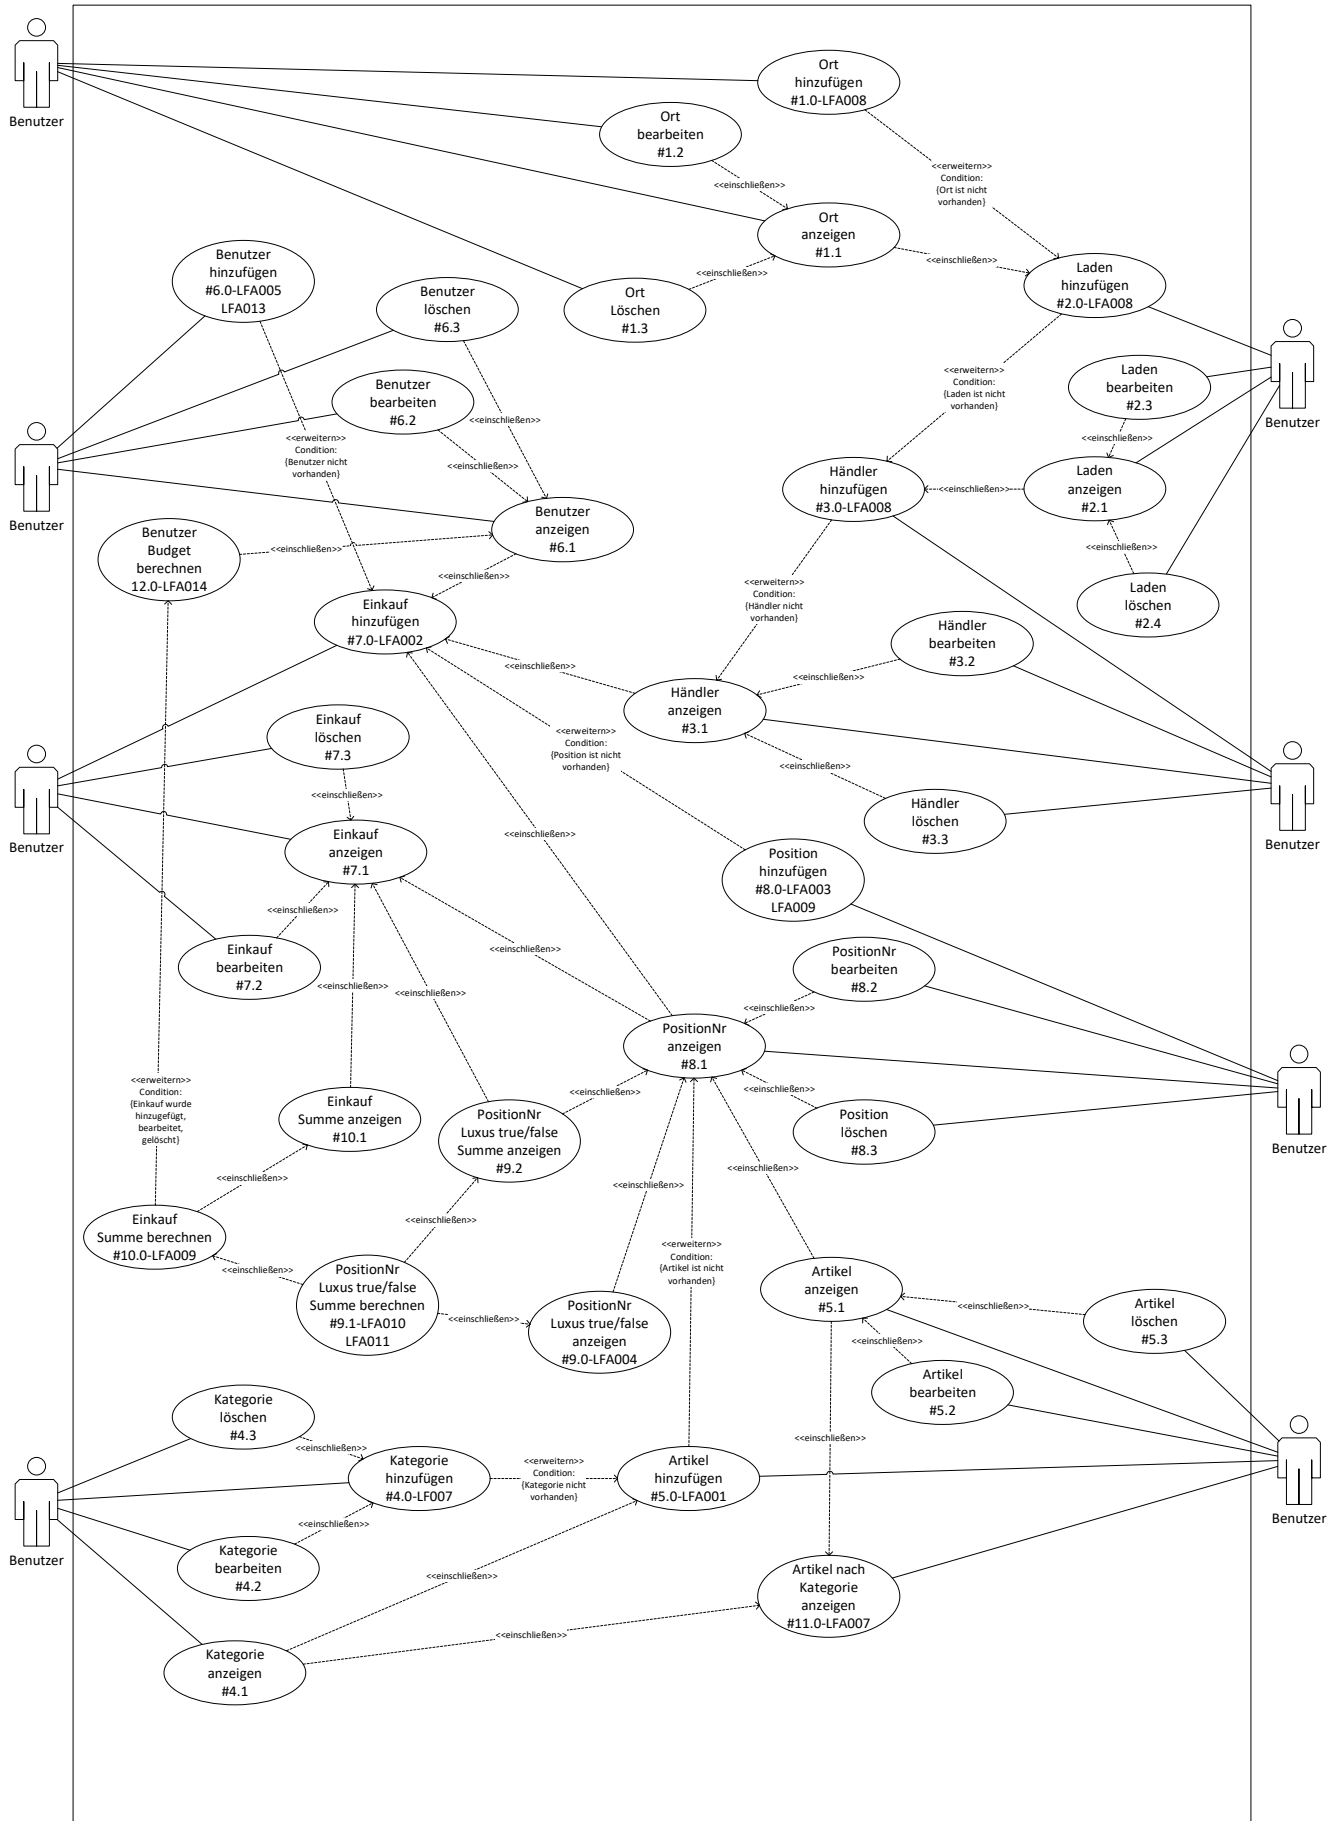 Benutzer
Ort
hinzufügen
#1.0-LFA008
Ort
bearbeiten
#1.2
<<erweitern>>
Condition:
{Ort ist nicht
vorhanden}
<<einschließen>>
Ort
anzeigen
#1.1
<<einschließen>>
<<einschließen>>
Ort
Löschen
#1.3
Laden
hinzufügen
#2.0-LFA008
Benutzer
hinzufügen
#6.0-LFA005
LFA013
Benutzer
löschen
#6.3
Benutzer
bearbeiten
#6.2
<<erweitern>>
Condition:
{Laden ist nicht
vorhanden}
Laden
bearbeiten
#2.3
Benutzer
<<einschließen>>
<<erweitern>>
Condition:
{Benutzer nicht
vorhanden}
<<einschließen>>
<<einschließen>>
Händler
hinzufügen
#3.0-LFA008
<<einschließen>>
Laden
anzeigen
#2.1
Benutzer
Benutzer
anzeigen
#6.1
Benutzer
Budget
berechnen
12.0-LFA014
<<einschließen>>
<<einschließen>>
<<einschließen>>
<<erweitern>>
Condition:
{Händler nicht
vorhanden}
Laden
löschen
#2.4
Einkauf
hinzufügen
#7.0-LFA002
Händler
bearbeiten
#3.2
<<einschließen>>
<<einschließen>>
Händler
anzeigen
#3.1
Einkauf
löschen
#7.3
<<erweitern>>
Condition:
{Position ist nicht
vorhanden}
<<einschließen>>
Händler
löschen
#3.3
Benutzer
Benutzer
<<einschließen>>
Einkauf
anzeigen
#7.1
<<einschließen>>
Position
hinzufügen
#8.0-LFA003
LFA009
<<einschließen>>
Einkauf
bearbeiten
#7.2
<<einschließen>>
<<einschließen>>
<<einschließen>>
PositionNr
bearbeiten
#8.2
<<einschließen>>
PositionNr
anzeigen
#8.1
<<erweitern>>
Condition:
{Einkauf wurde
hinzugefügt,
bearbeitet,
gelöscht}
Einkauf
Summe anzeigen
#10.1
PositionNr
Luxus true/false
Summe anzeigen
#9.2
<<einschließen>>
<<einschließen>>
Position
löschen
#8.3
Benutzer
<<einschließen>>
<<einschließen>>
<<einschließen>>
Einkauf
Summe berechnen
#10.0-LFA009
<<einschließen>>
<<einschließen>>
PositionNr
Luxus true/false
Summe berechnen
#9.1-LFA010
LFA011
<<einschließen>>
PositionNr
Luxus true/false
anzeigen
#9.0-LFA004
<<erweitern>>
Condition:
{Artikel ist nicht
vorhanden}
Artikel
anzeigen
#5.1
<<einschließen>>
Artikel
löschen
#5.3
<<einschließen>>
Artikel
bearbeiten
#5.2
Kategorie
löschen
#4.3
<<einschließen>>
<<einschließen>>
Kategorie
hinzufügen
#4.0-LF007
<<erweitern>>
Condition:
{Kategorie nicht
vorhanden}
Artikel
hinzufügen
#5.0-LFA001
Benutzer
Benutzer
<<einschließen>>
Kategorie
bearbeiten
#4.2
<<einschließen>>
Artikel nach
Kategorie
anzeigen
#11.0-LFA007
<<einschließen>>
Kategorie
anzeigen
#4.1